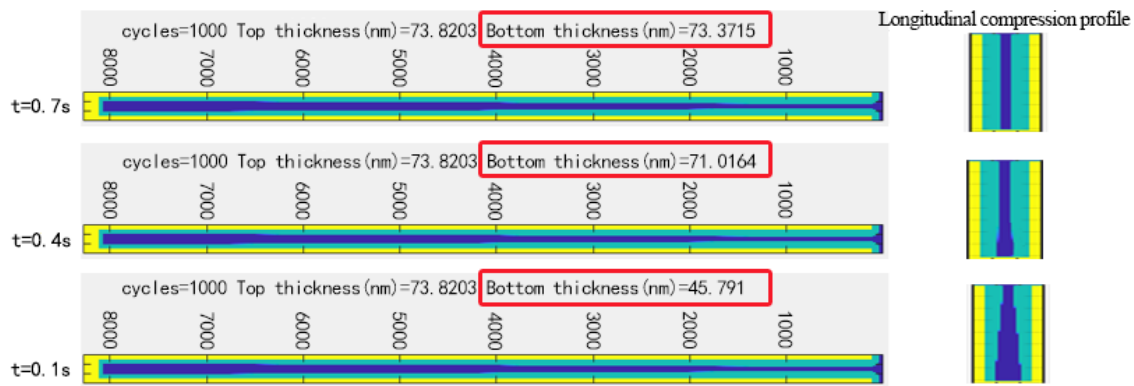 Longitudinal compression profile
cycles=1000 Top thickness(nm)=73.8203 Bottom thickness(nm)=73.3715
8000 7000 6000 5000 4000 3000 2000 1000
t=0.7s
cycles=1000 Top thickness(nm)=73.8203 Bottom thickness(nm)=71.0164
8000 7000 6000 5000 4000 3000 2000 1000
t=0.4s
cycles=1000 Top thickness(nm)=73.8203 Bottom thickness(nm)=45.791
8000 7000 6000 5000 4000 3000 2000 1000
t=0.1s